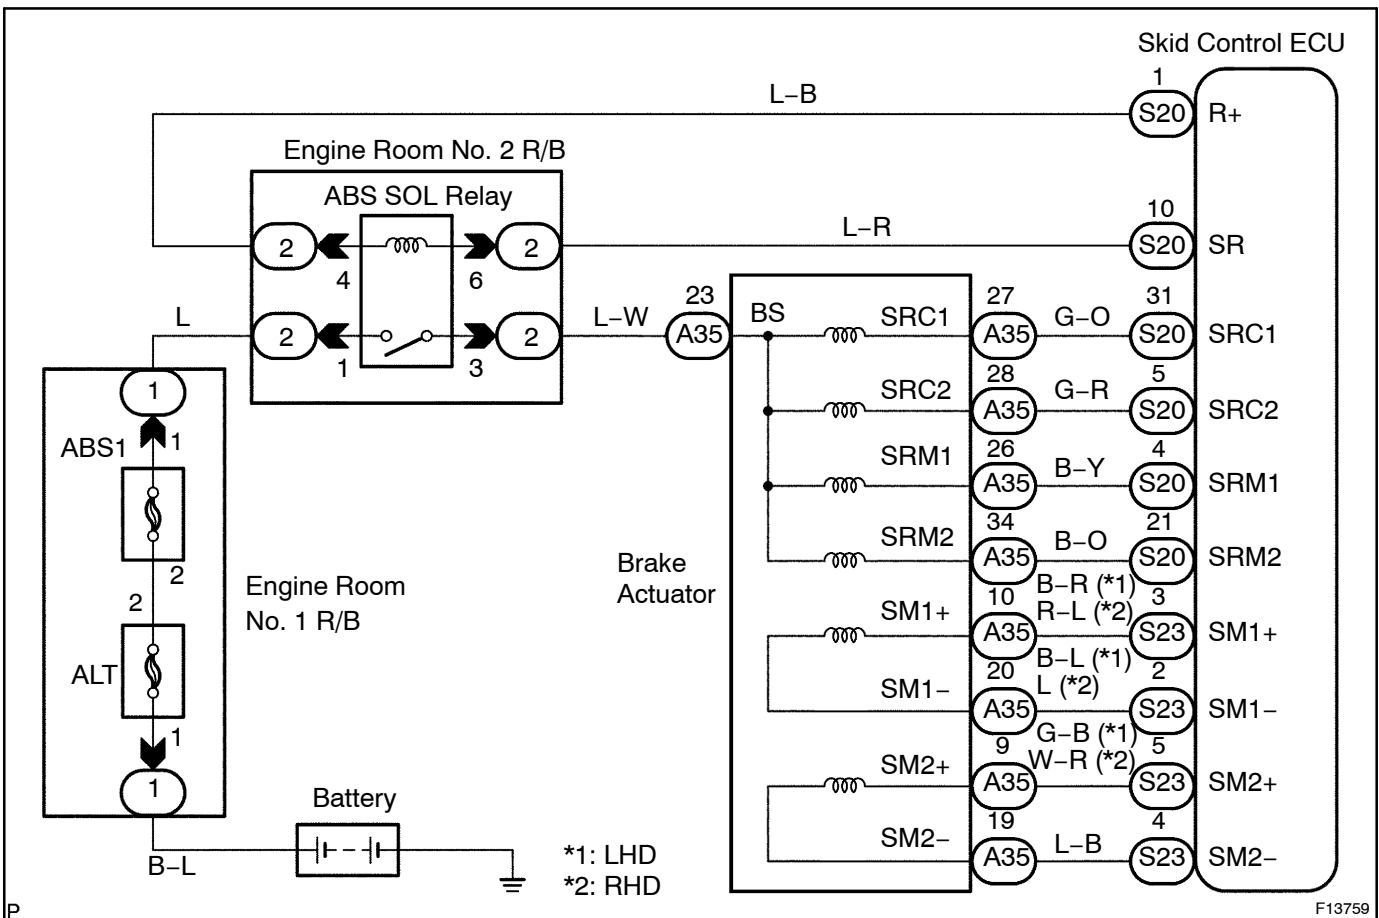 Skid Control ECU
1
L−B
S20
R+
Engine Room No. 2 R/B
ABS SOL Relay
10
2
2
L−R
S20
SR
4
6
L
2
1
3
2
L−W
23
A35
BS
SRC1
27
A35
G−O
31
S20
SRC1
SRC2
28
A35
G−R
5
S20
SRC2
SRM1
26
A35
B−Y
4
S20
SRM1
SRM2
34
A35
B−O
21
S20
SRM2
SM1+
10
A35
B−R (*1)
R−L (*2)
3
S23
SM1+
SM1−
20
A35
B−L (*1)
L (*2)
2
S23
SM1−
SM2+
9
A35
G−B (*1)
W−R (*2)
5
S23
SM2+
SM2−
19
A35
L−B
4
S23
SM2−
Brake
Actuator
1
ABS1
1
2
2
ALT
1
1
Engine Room
No. 1 R/B
Battery
B−L
*1: LHD
*2: RHD
P
F13759